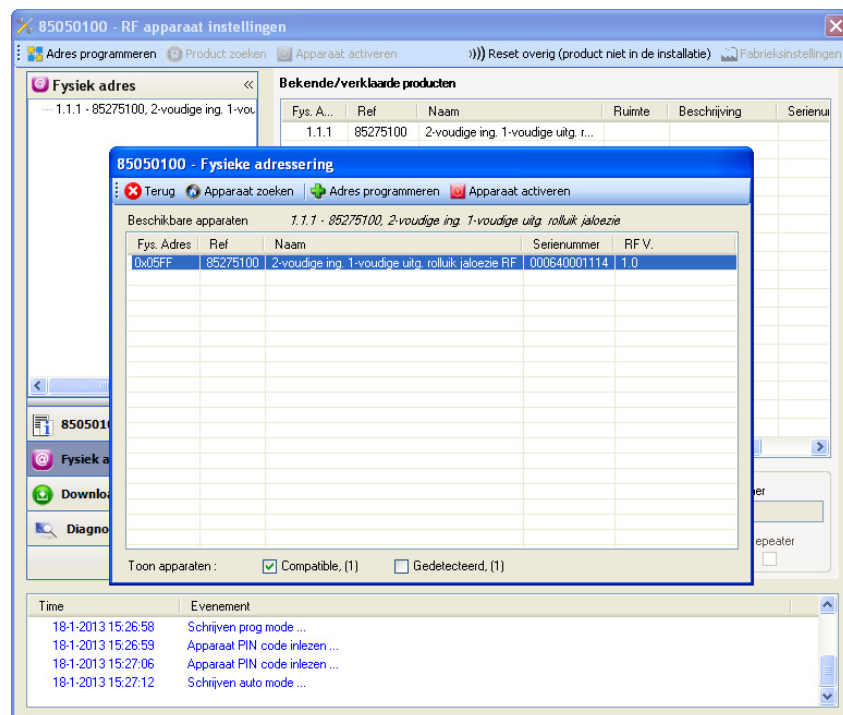 85050100 - RF apparaat instellingen
Adres programmeren Product zoeken Apparaat activeren Reset overig (product niet in de installatie) Fabrieksinstellingen
Fysiek adres
Bekende/verklaarde producten
1.1.1 - 85275100, 2-voudige ing. 1-vou
Fys. A... Ref Naam Ruimte Beschrijving Serienu
1.1.1 85275100 2-voudige ing. 1-voudige uitg. r...
85050100 - Fysieke adressering
Terug Apparaat zoeken Adres programmeren Apparaat activeren
Beschikbare apparaten 1.1.1 - 85275100, 2-voudige ing. 1-voudige uitg. rolluik jaloezie
Fys. Adres Ref Naam Serienummer RF V.
0x05FF 85275100 2-voudige ing. 1-voudige uitg. rolluik jaloezie RF 000640001114 1.0
850501
Fysiek a
Downloa
Diagno
er
epeater
Toon apparaten : Compatible, (1) Gedetecteerd, (1)
Time Evenement
18-1-2013 15:26:58 Schrijven prog mode ...
18-1-2013 15:26:59 Apparaat PIN code inlezen ...
18-1-2013 15:27:06 Apparaat PIN code inlezen ...
18-1-2013 15:27:12 Schrijven auto mode ...